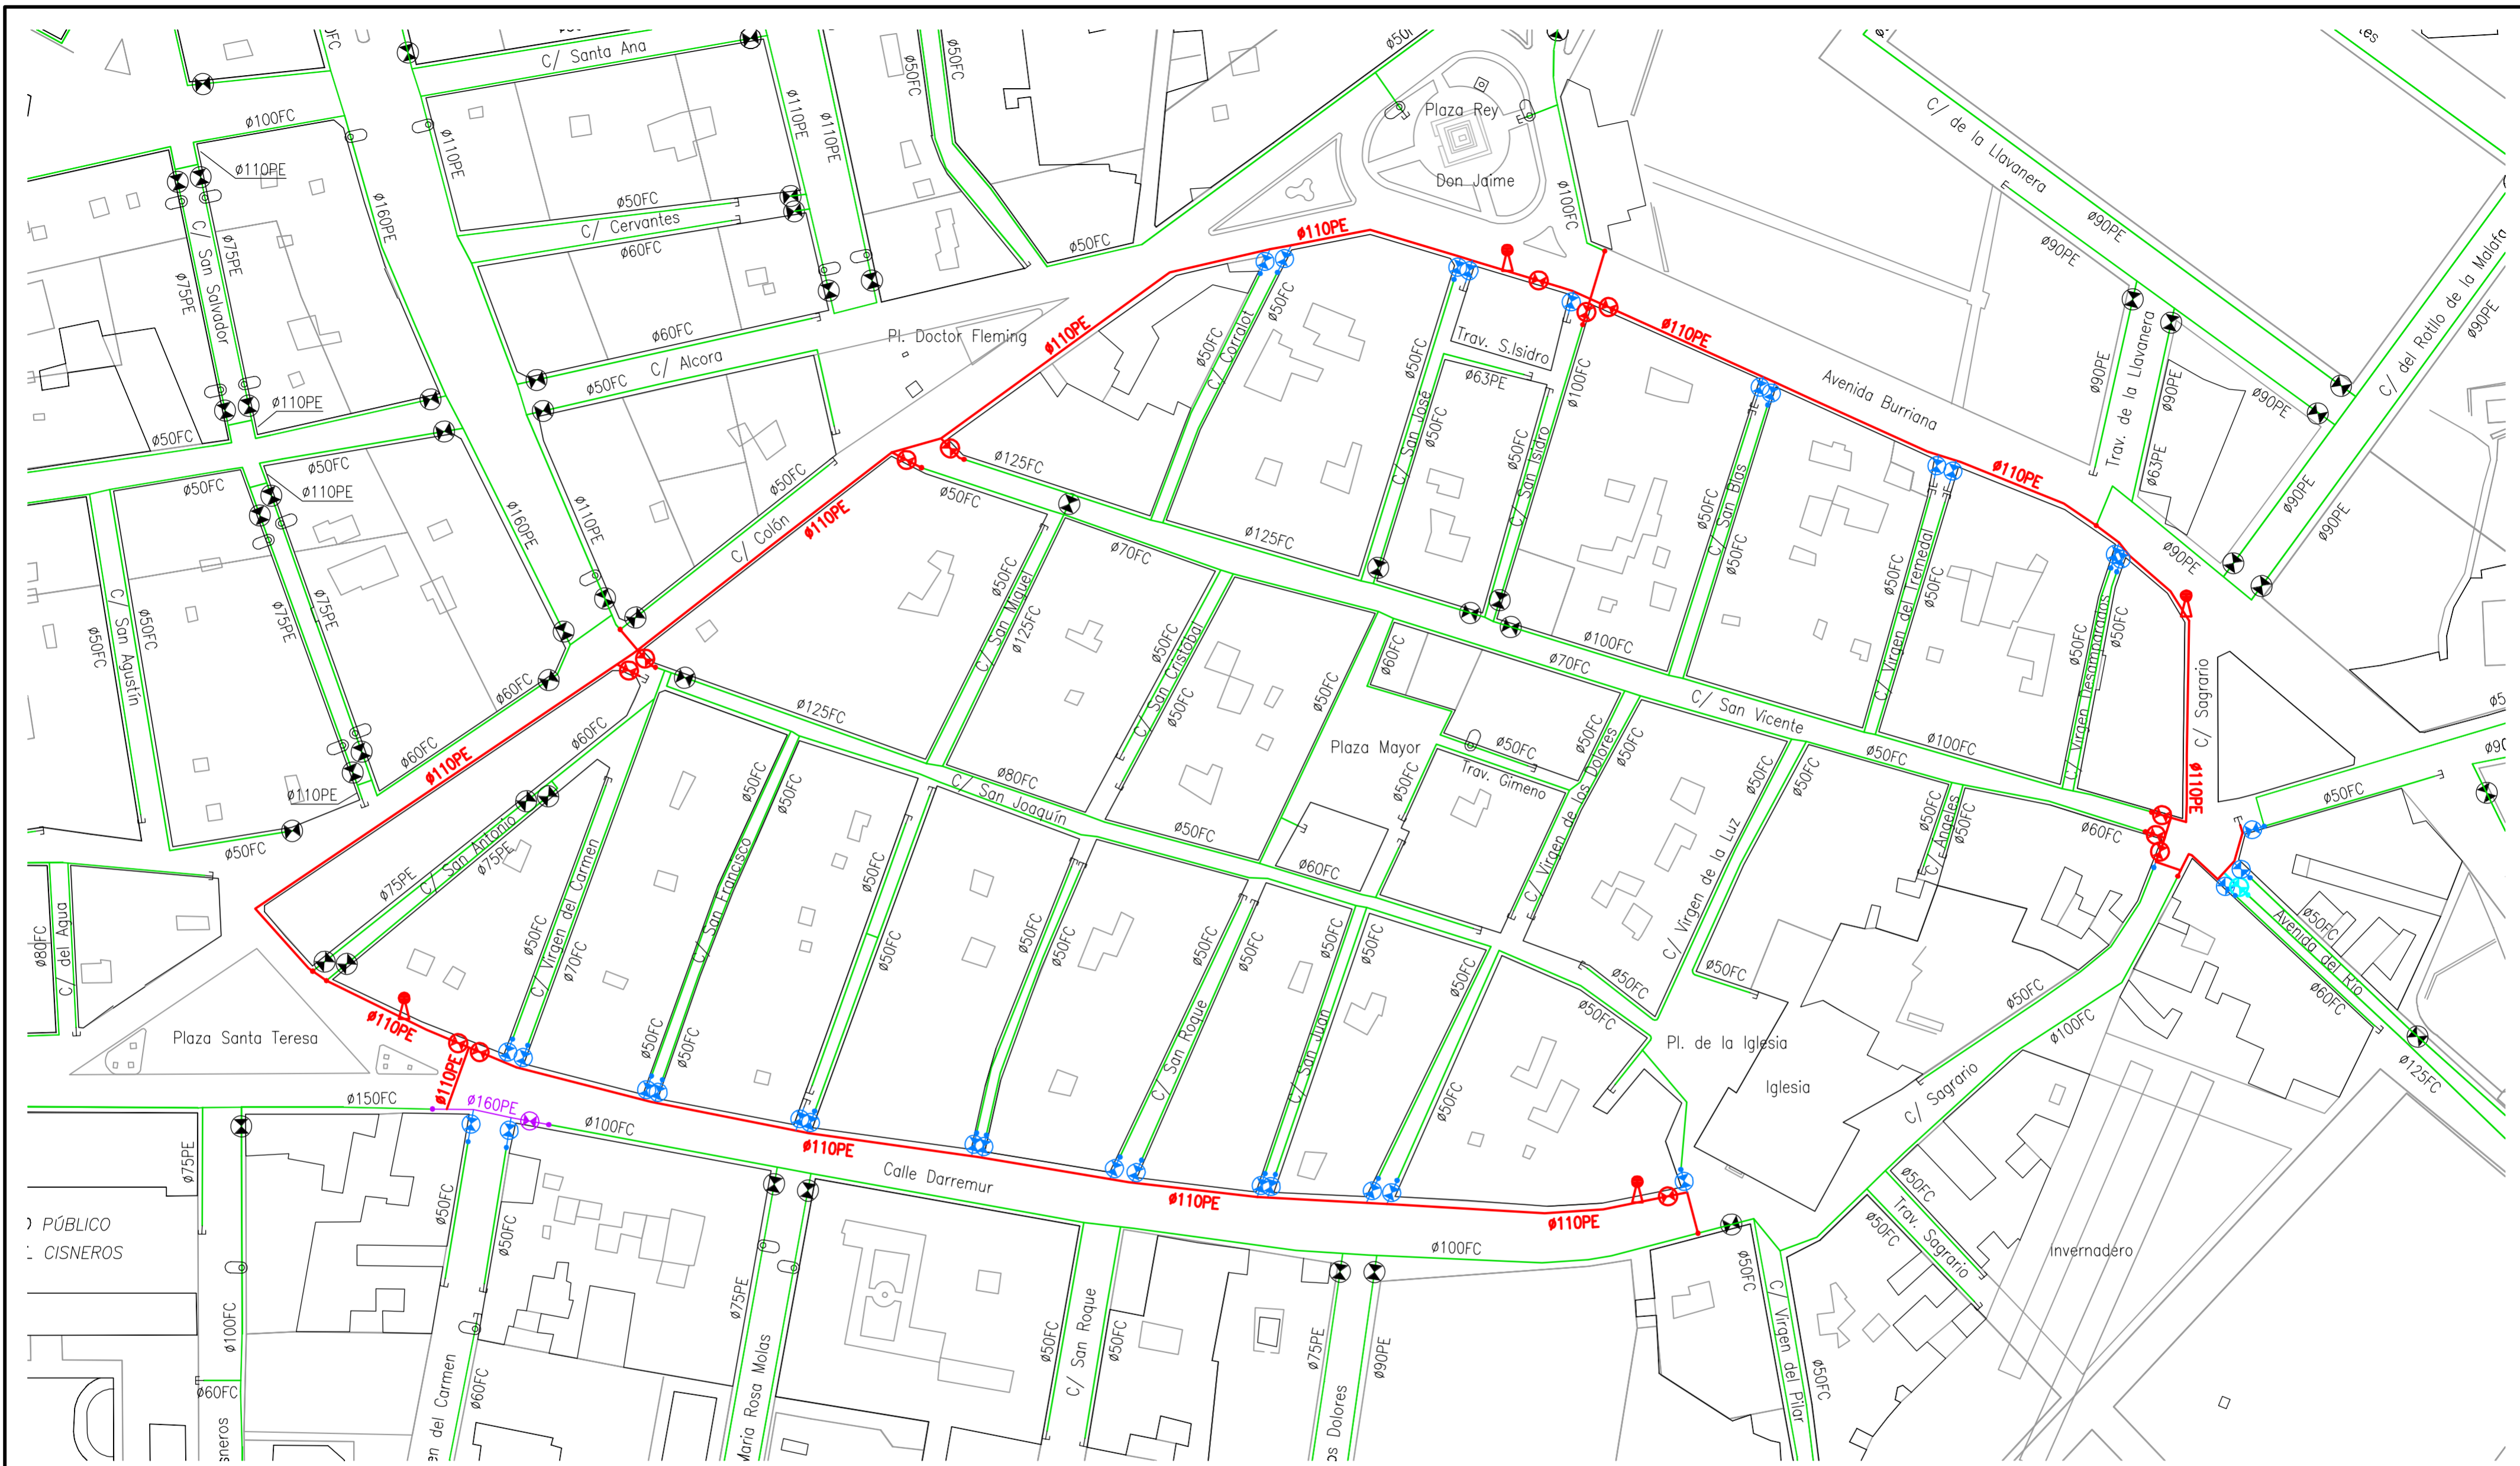 C/ Santa Ana
Ø50FC
Ø50FC
Plaza Rey
Don Jaime
C/ de la Llavanera
Ø90PE
Ø90PE
Ø100FC
Ø110PE
Ø110PE
Ø110PE
Ø110PE
Ø160PE
C/ San Salvador
Ø75PE
Ø75PE
Ø50FC
C/ Cervantes
Ø60FC
Ø50FC
Ø100FC
Ø110PE
Ø60FC
C/ Alcora
Ø50FC
Pl. Doctor Fleming
Ø110PE
Ø50FC
C/ Corralot
Ø50FC
Ø50FC
C/ San José
Ø50FC
Trav. S.Isidro
Ø63PE
Ø50FC
C/ San Isidro
Ø100FC
Ø110PE
Avenida Burriana
Trav. de la Llavanera
Ø90PE
Ø90PE
Ø63PE
Ø90PE
C/ del Rotllo de la Malafa
Ø90PE
Ø90PE
Ø90PE
Ø90PE
Ø110PE
Ø50FC
Ø110PE
Ø50FC
Ø50FC
Ø110PE
Ø160PE
Ø110PE
Ø50FC
C/ Colón
Ø110PE
Ø125FC
Ø50FC
Ø125FC
Ø70FC
C/ San Blas
Ø50FC
Ø50FC
C/ San Agustín
Ø50FC
Ø50FC
Ø75PE
Ø75PE
Ø110PE
Ø60FC
Ø60FC
Ø50FC
Ø110PE
Ø60FC
Ø125FC
C/ San Miguel
Ø50FC
Ø125FC
C/ San Cristobal
Ø50FC
Ø50FC
Ø50FC
Ø60FC
Ø70FC
Ø100FC
C/ San Vicente
C/ Virgen del Tremedal
Ø50FC
Ø50FC
C/ Virgen Desamparados
Ø50FC
Ø50FC
C/ Sagrario
Ø110PE
Ø100FC
Ø50FC
Plaza Mayor
Ø50FC
Trav. Gimeno
Ø50FC
C/ Virgen de los Dolores
Ø50FC
Ø50FC
C/ Virgen de la Luz
Ø50FC
Ø50FC
Ø50FC
C/ Angeles
Ø50FC
Ø50FC
Ø60FC
Ø50FC
C/ San Antonio
Ø75PE
Ø75PE
C/ Virgen del Carmen
Ø50FC
Ø70FC
C/ San Francisco
Ø50FC
Ø50FC
Ø50FC
Ø50FC
C/ San Joaquín
Ø80FC
Ø50FC
Ø60FC
Ø50FC
Ø50FC
Ø50FC
Ø50FC
C/ San Roque
Ø50FC
Ø50FC
C/ San Juan
Ø50FC
Ø50FC
Ø50FC
Ø50FC
Ø50FC
Ø50FC
Pl. de la Iglesia
Iglesia
Ø50FC
Ø100FC
C/ Sagrario
Avenida del Río
Ø50FC
Ø60FC
Ø125FC
Ø80FC
C/ del Agua
Plaza Santa Teresa
Ø110PE
Ø110PE
Ø150FC
Ø160PE
Ø100FC
Ø110PE
Calle Darremur
Ø110PE
Ø110PE
Ø100FC
Ø75PE
PÚBLICO
CISNEROS
Ø100FC
Ø60FC
sneros
Ø50FC
Ø50FC
en del Carmen
Ø60FC
Ø75PE
Maria Rosa Molas
Ø50FC
C/ San Roque
Ø50FC
Ø75PE
os Dolores
Ø90PE
Ø50FC
C/ Virgen del Pilar
Ø50FC
Ø50FC
Trav. Sagrario
Ø50FC
Invernadero